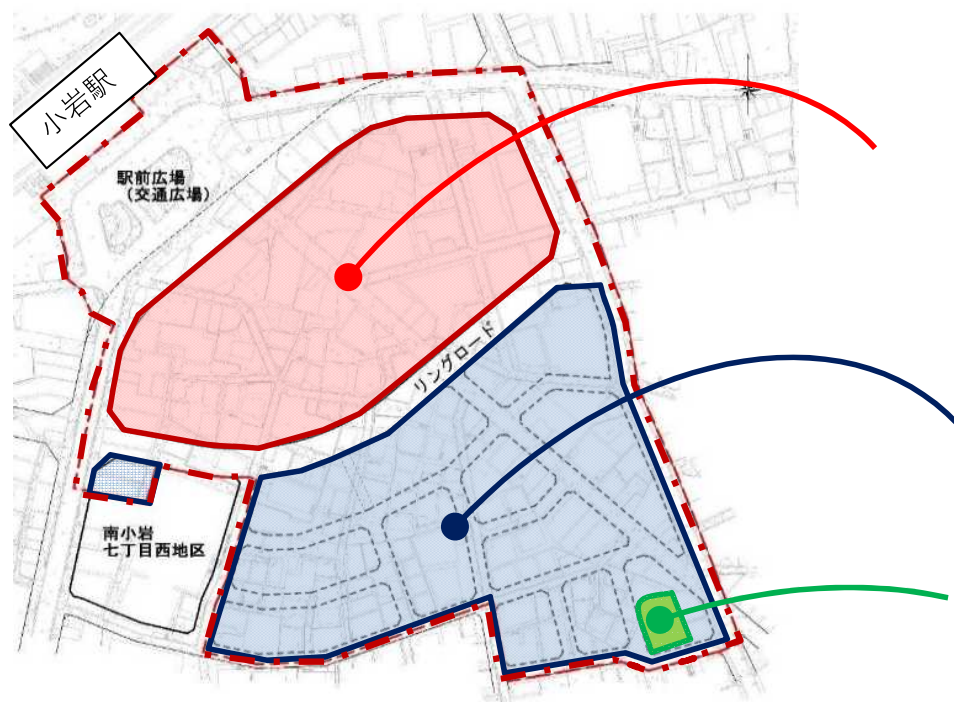 小岩駅
駅前広場
（交通広場）
リングロード
南小岩
七丁目西地区